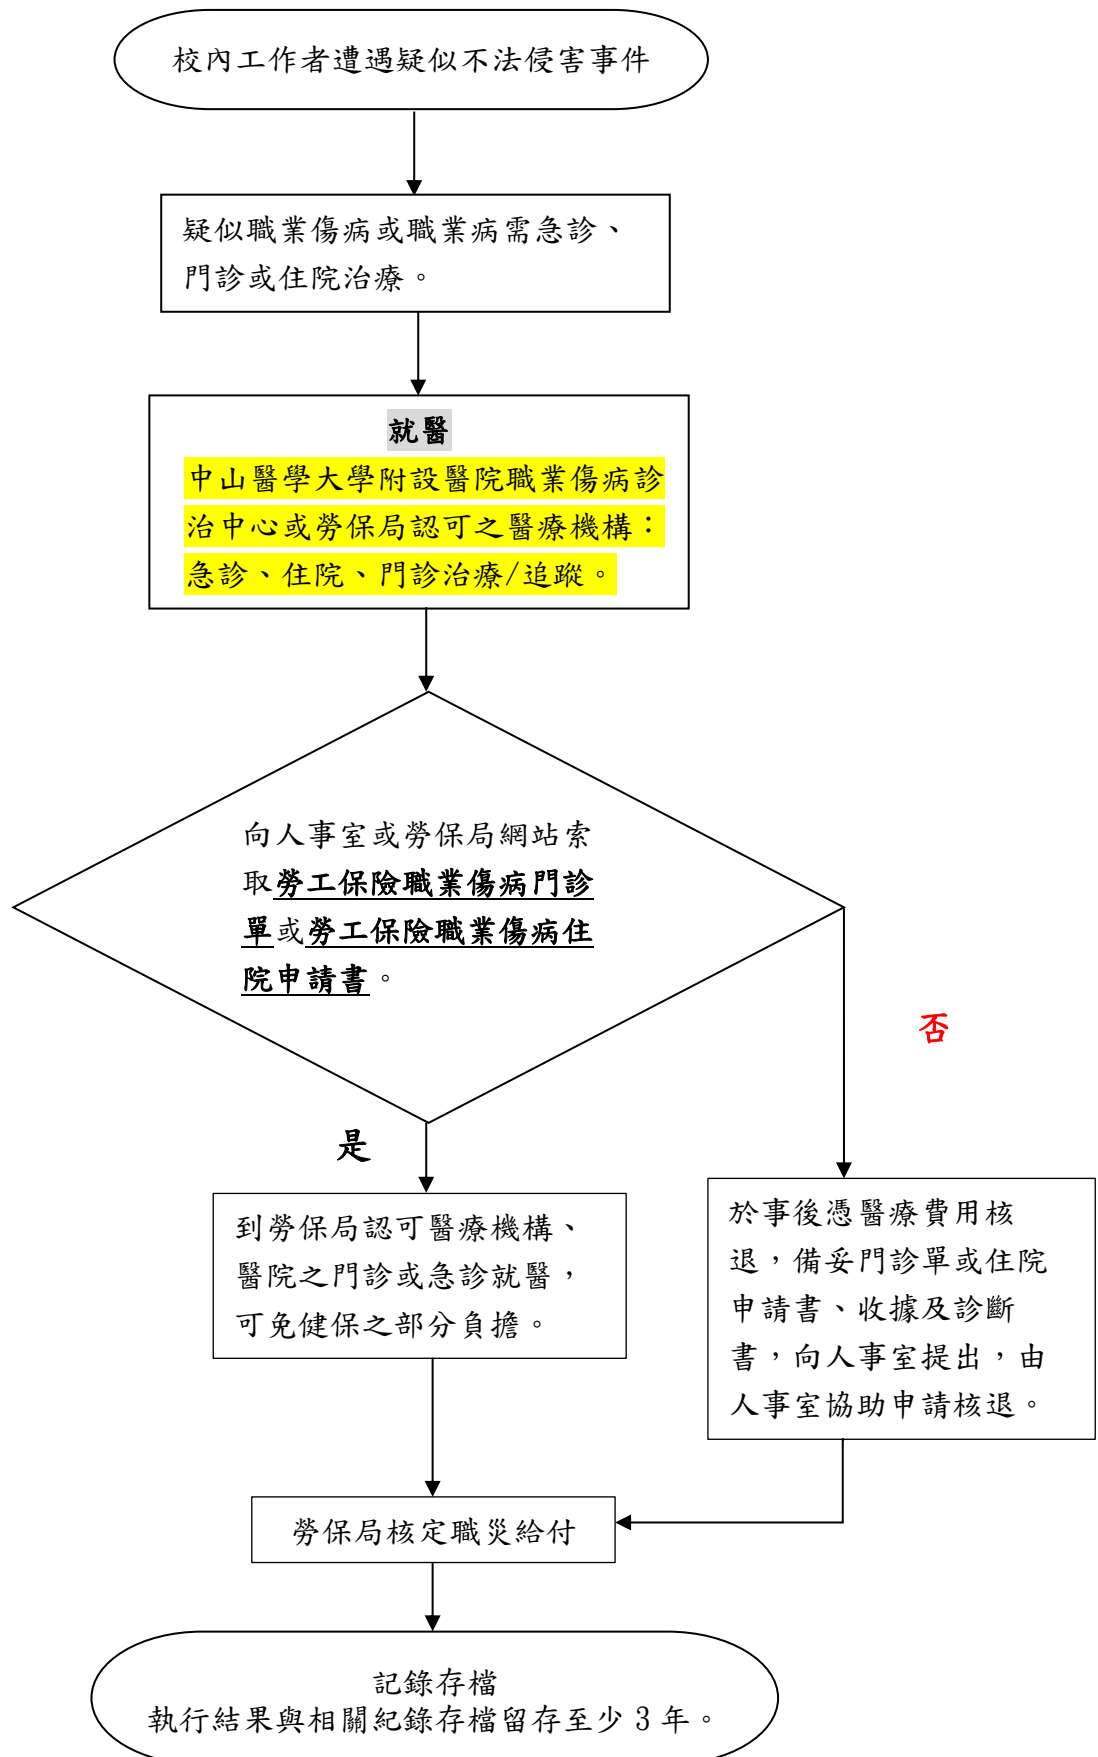 校內工作者遭遇疑似不法侵害事件
疑似職業傷病或職業病需急診、
門診或住院治療。
就醫
中山醫學大學附設醫院職業傷病診
治中心或勞保局認可之醫療機構：
急診、住院、門診治療/追蹤。
向人事室或勞保局網站索
取勞工保險職業傷病門診
單或勞工保險職業傷病住
院申請書。
否
是
到勞保局認可醫療機構、
醫院之門診或急診就醫，
可免健保之部分負擔。
於事後憑醫療費用核
退，備妥門診單或住院
申請書、收據及診斷
書，向人事室提出，由
人事室協助申請核退。
勞保局核定職災給付
記錄存檔
執行結果與相關紀錄存檔留存至少 3 年。